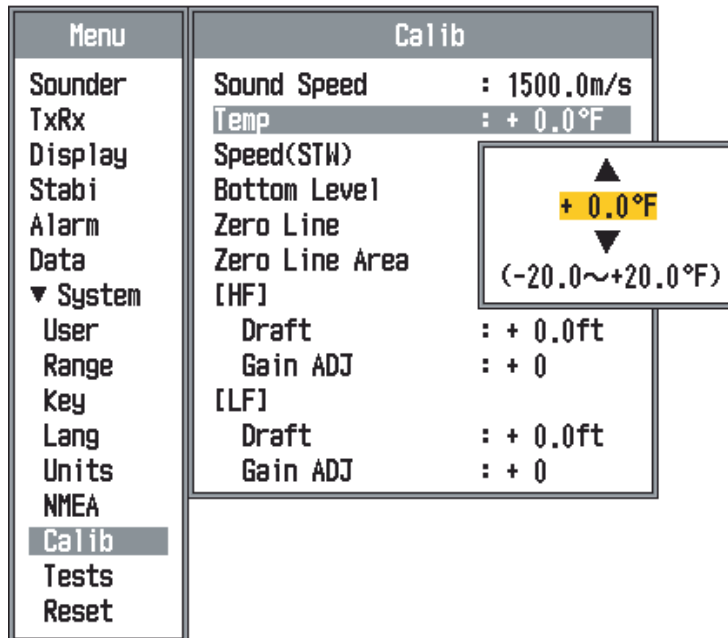 Menu
Sounder
TxRx
Display
Stabi
Alarm
Data
▼ System
User
Range
Key
Lang
Units
NMEA
Calib
Tests
Reset
Calib
Sound Speed : 1500.0m/s
Temp : + 0.0°F
Speed(STW)
Bottom Level
Zero Line
Zero Line Area
[HF]
Draft : + 0.0ft
Gain ADJ : + 0
[LF]
Draft : + 0.0ft
Gain ADJ : + 0
▲
+ 0.0°F
▼
(-20.0～+20.0°F)